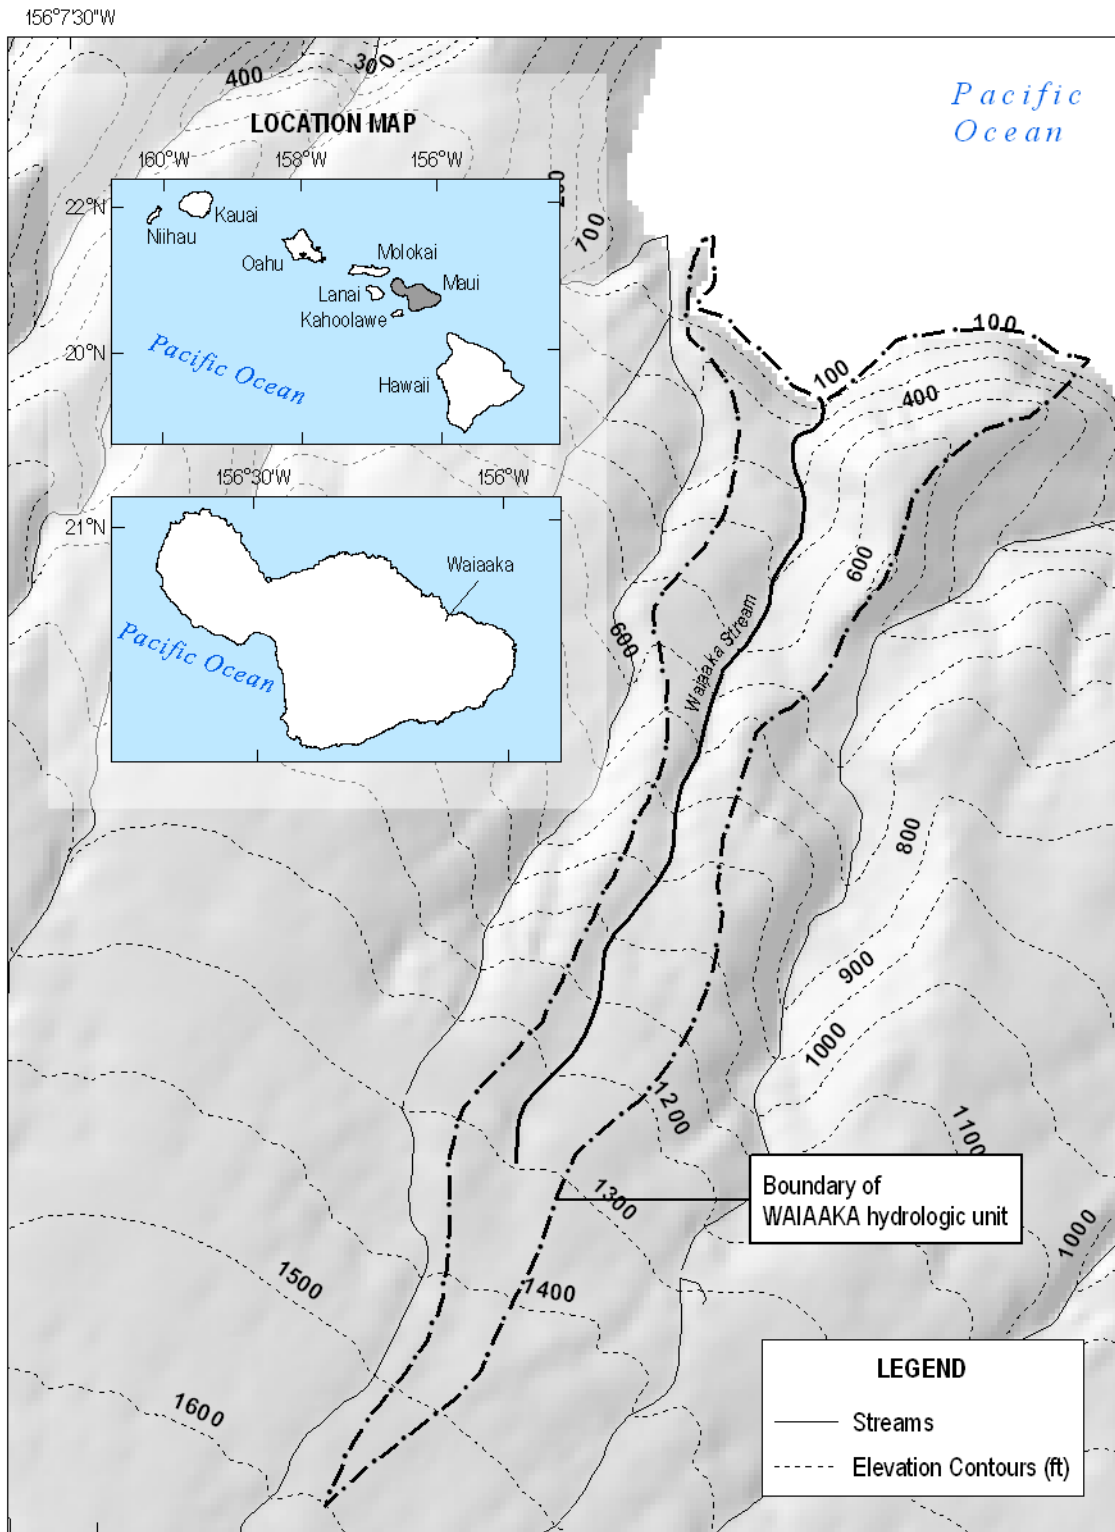 156°7'30"W
Pacific
Ocean
400
300
LOCATION MAP
160°W
158°W
156°W
22°N
20°N
Kauai
Niihau
Oahu
Molokai
Lanai
Maui
Kahoolawe
Hawaii
Pacific Ocean
700
100
100
400
156°30'W
156°W
21°N
Waiaaka
Pacific Ocean
600
600
Waiaaka Stream
800
900
1000
1200
1100
1300
Boundary of
WAIAAKA hydrologic unit
1000
1500
1400
1600
LEGEND
Streams
Elevation Contours (ft)